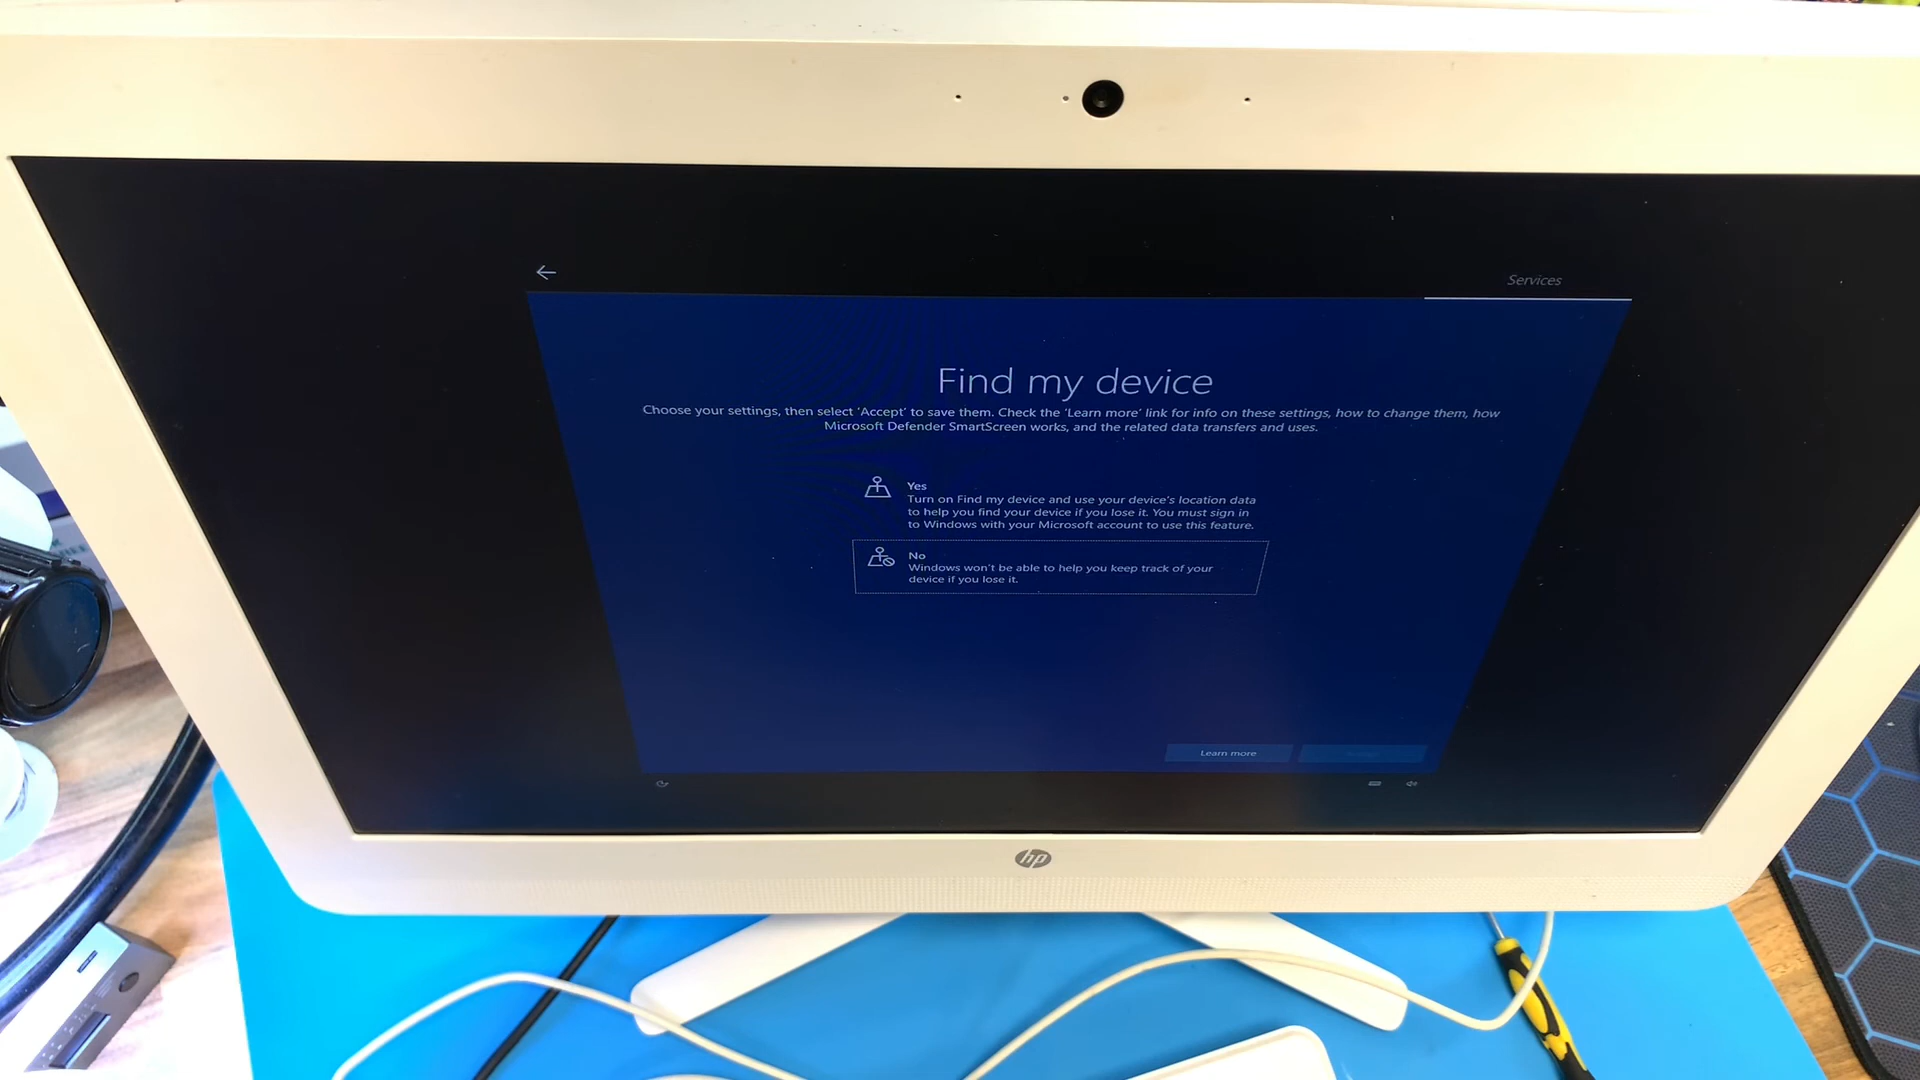 Services
Find my device
Choose your settings, then select 'Accept' to save them. Check the 'Learn more' link for info on these settings, how to change them, how
Microsoft Defender SmartScreen works, and the related data transfers and uses.
Yes
Turn on Find my device and use your device's location data
to help you find your device if you lose it. You must sign in
to Windows with your Microsoft account to use this feature.
No
Windows won't be able to help you keep track of your
device if you lose it.
Learn more
hp